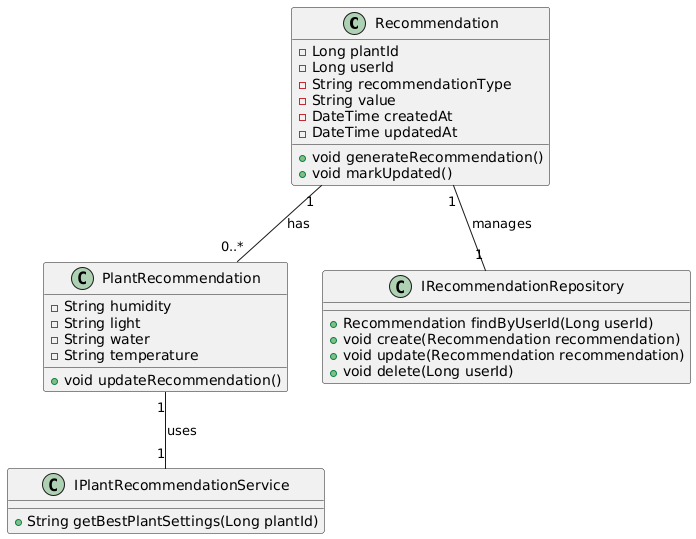 C Recommendation
Long plantId
Long userId
String recommendationType
String value
DateTime createdAt
DateTime updatedAt
void generateRecommendation()
void markUpdated()
1
1
has
manages
0..*
1
C PlantRecommendation
String humidity
String light
String water
String temperature
void updateRecommendation()
C IRecommendationRepository
Recommendation findByUserId(Long userId)
void create(Recommendation recommendation)
void update(Recommendation recommendation)
void delete(Long userId)
1
uses
1
C IPlantRecommendationService
String getBestPlantSettings(Long plantId)